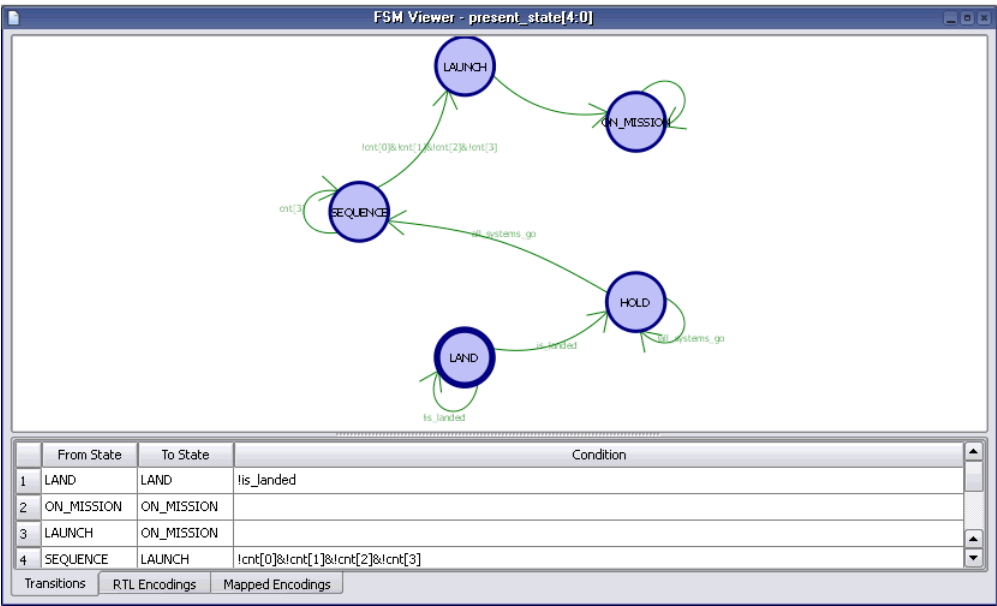 FSM Viewer - present_state[4:0]
LAUNCH
ON_MISSION
!cnt[0]&!cnt[1]&!cnt[2]&!cnt[3]
cnt[3]
SEQUENCE
all_systems_go
HOLD
is_landed
!all_systems_go
LAND
!is_landed
From State To State Condition
1 LAND LAND !is_landed
2 ON_MISSION ON_MISSION
3 LAUNCH ON_MISSION
4 SEQUENCE LAUNCH !cnt[0]&!cnt[1]&!cnt[2]&!cnt[3]
Transitions RTL Encodings Mapped Encodings